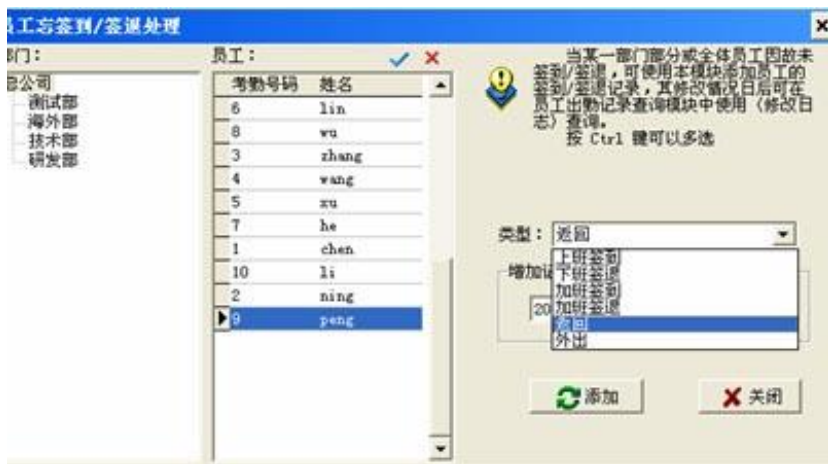 员工忘签到/签退处理
部门:
总公司
测试部
海外部
技术部
研发部
员工:
考勤号码 姓名
6 lin
8 wu
3 zhang
4 wang
5 xu
7 he
1 chen
10 li
2 ning
9 peng
当某一部门部分或全体员工因故未
签到/签退,可使用本模块添加员工的
签到/签退记录,其修改情况日后可在
员工出勤记录查询模块中使用(修改日
志)查询。
按 Ctrl 键可以多选
类型: 返回
上班签到
下班签退
加班签到
加班签退
返回
外出
增加
20
添加
关闭